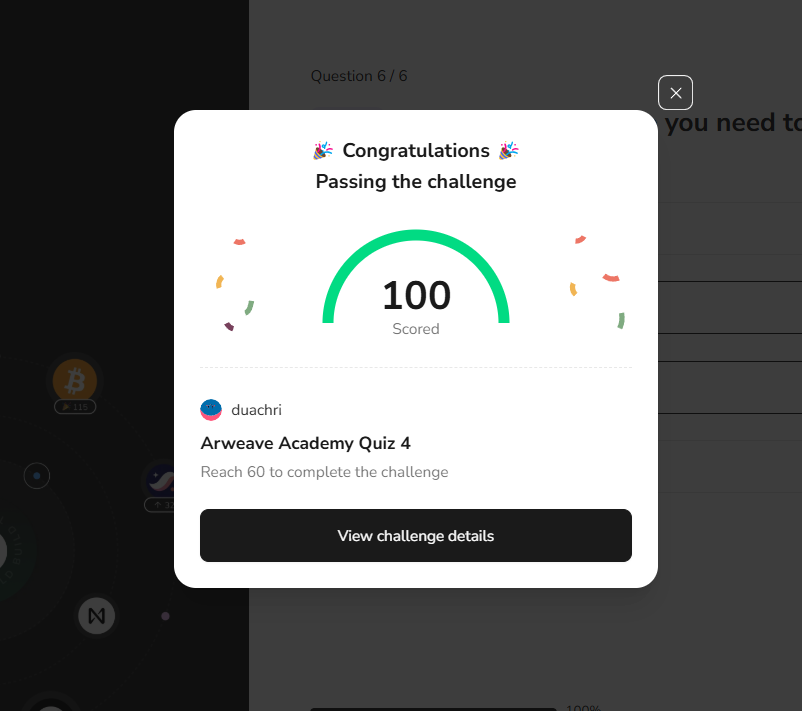 Question 6 / 6
you need to
Congratulations
Passing the challenge
100
Scored
115
duachri
Arweave Academy Quiz 4
Reach 60 to complete the challenge
View challenge details
100%